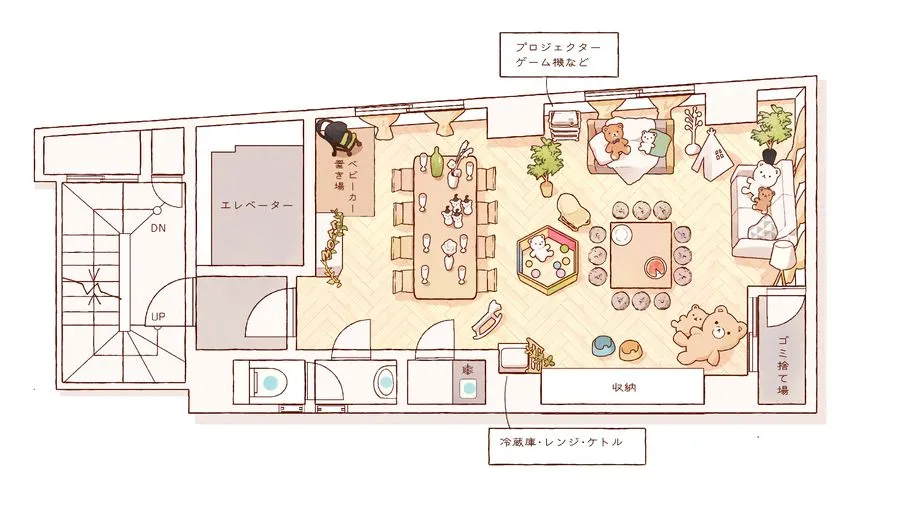 プロジェクター
ゲーム機など
ベビーカー
置き場
エレベーター
DN
UP
ゴミ捨て場
収納
冷蔵庫・レンジ・ケトル